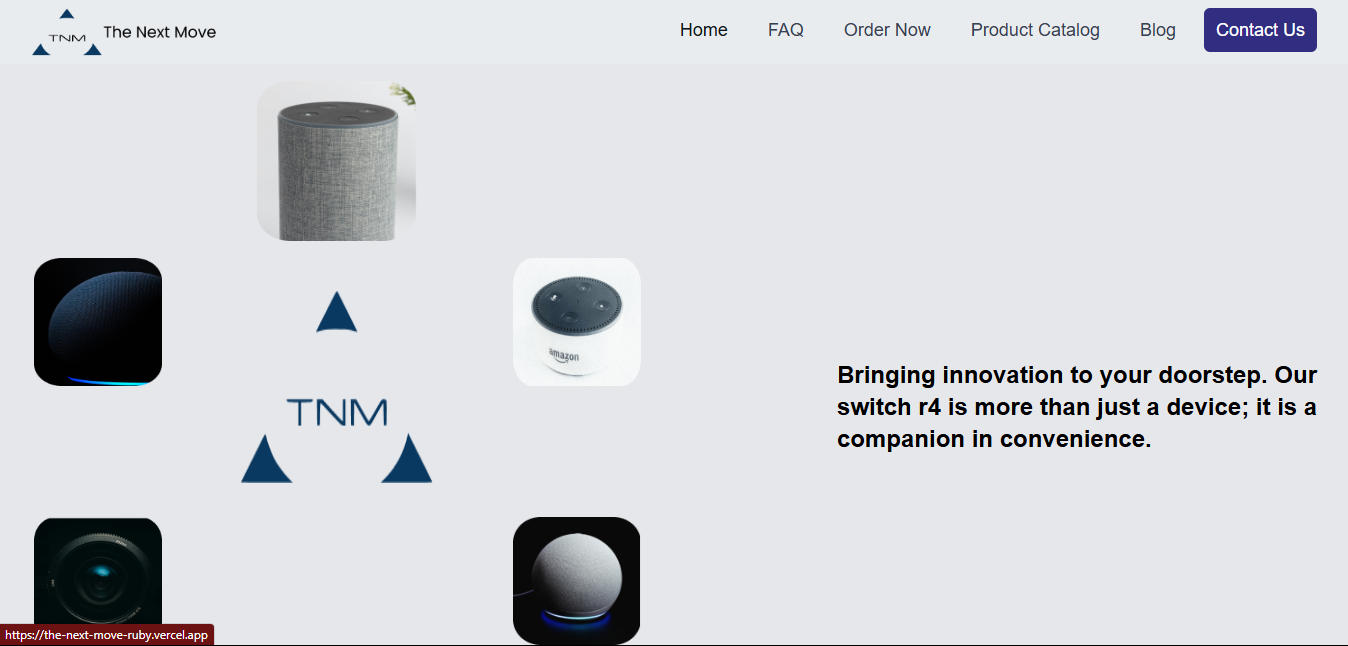 TNM
The Next Move
Home
FAQ
Order Now
Product Catalog
Blog
Contact Us
amazon
TNM
Bringing innovation to your doorstep. Our
switch r4 is more than just a device; it is a
companion in convenience.
https://the-next-move-ruby.vercel.app